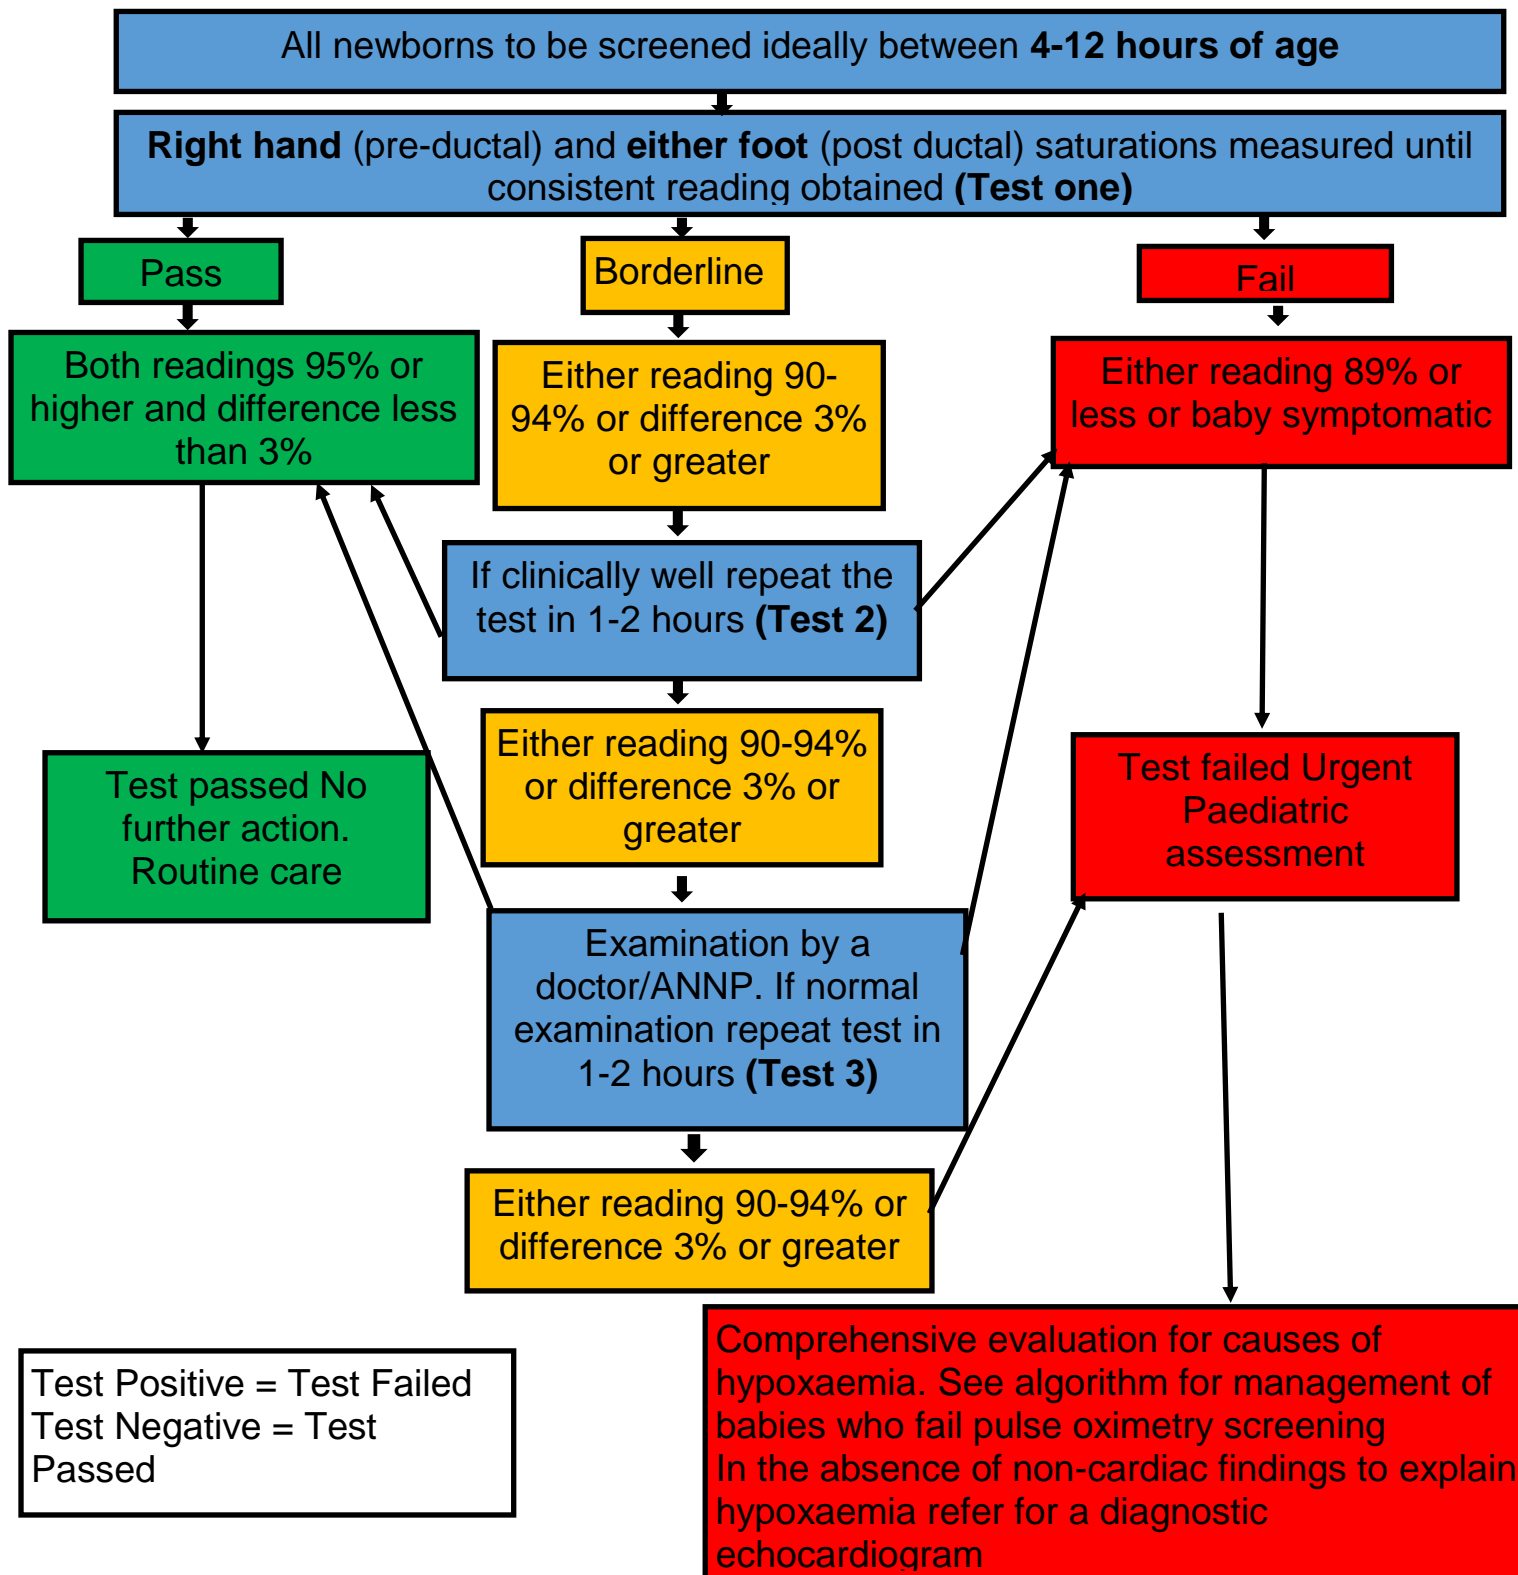 All newborns to be screened ideally between 4-12 hours of age
Right hand (pre-ductal) and either foot (post ductal) saturations measured until
consistent reading obtained (Test one)
Pass
Borderline
Fail
Both readings 95% or
higher and difference less
than 3%
Either reading 90-
94% or difference 3%
or greater
Either reading 89% or
less or baby symptomatic
If clinically well repeat the
test in 1-2 hours (Test 2)
Either reading 90-94%
or difference 3% or
greater
Test passed No
further action.
Routine care
Test failed Urgent
Paediatric
assessment
Examination by a
doctor/ANNP. If normal
examination repeat test in
1-2 hours (Test 3)
Either reading 90-94% or
difference 3% or greater
Test Positive = Test Failed
Test Negative = Test
Passed
Comprehensive evaluation for causes of
hypoxaemia. See algorithm for management of
babies who fail pulse oximetry screening
In the absence of non-cardiac findings to explain
hypoxaemia refer for a diagnostic
echocardiogram